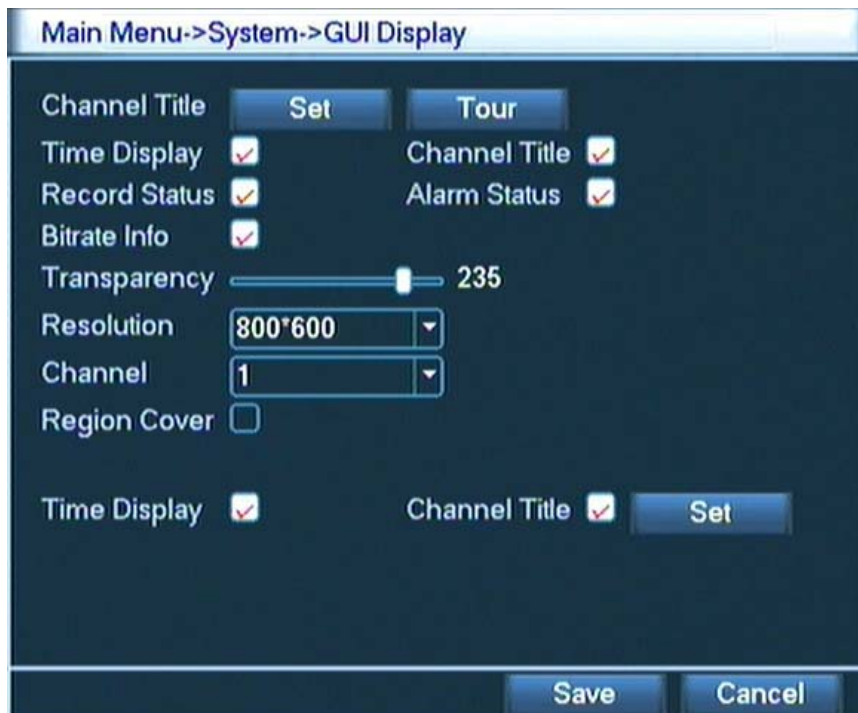 Main Menu->System->GUI Display
Channel Title Set Tour
Time Display Channel Title
Record Status Alarm Status
Bitrate Info
Transparency 235
Resolution 800*600
Channel 1
Region Cover
Time Display Channel Title Set
Save Cancel